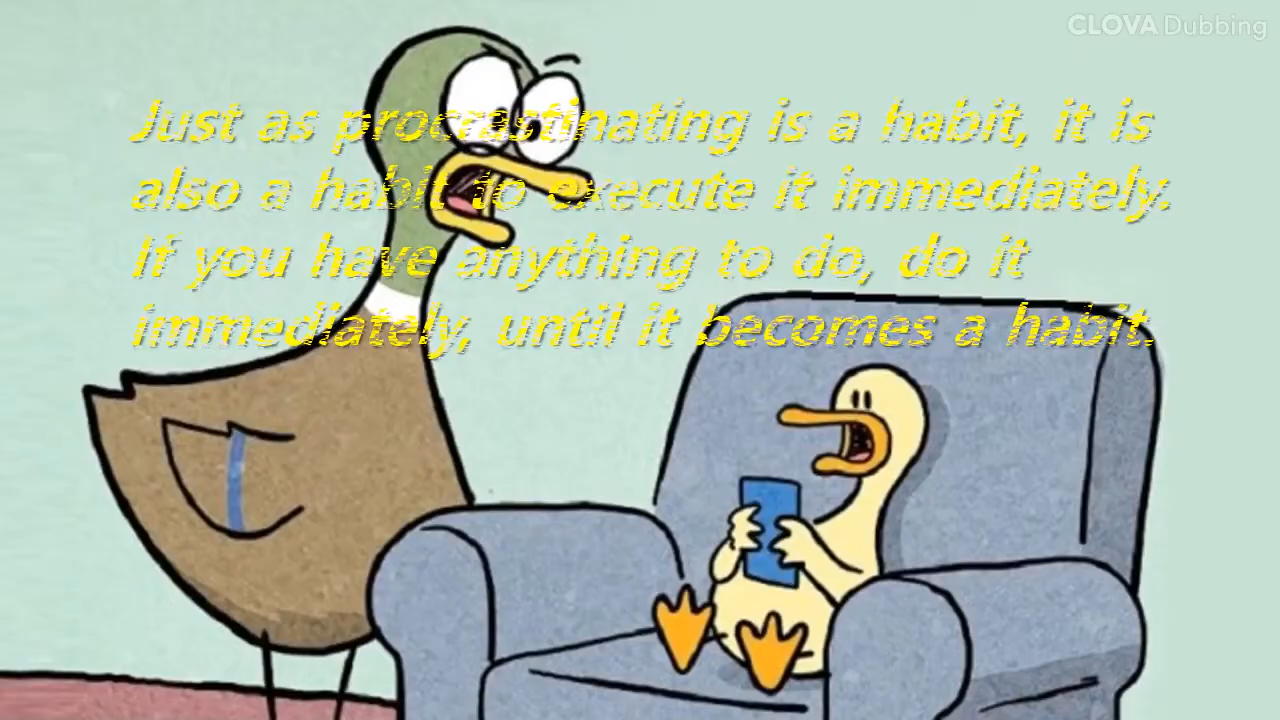 CLOVA Dubbing
Just as procrastinating is a habit, it is
also a habit to execute it immediately.
If you have anything to do, do it
immediately, until it becomes a habit.